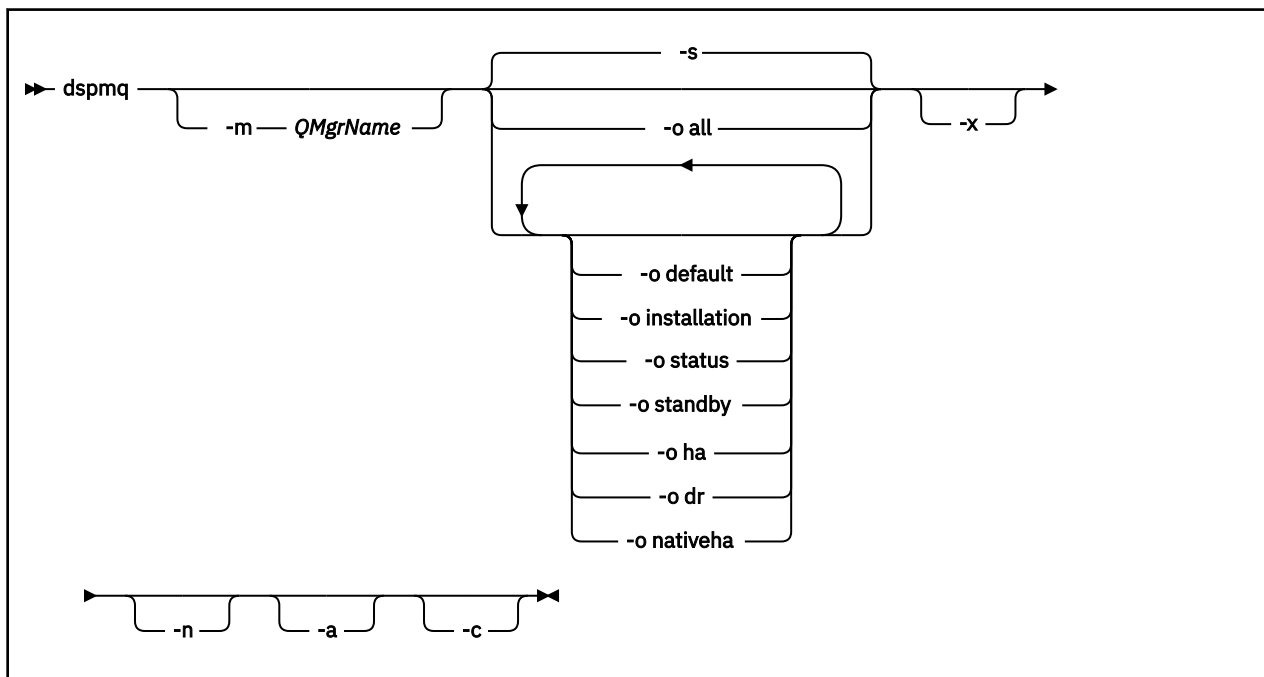 -s
dspmq
-m QMgrName
-o all
-x
-o default
-o installation
-o status
-o standby
-o ha
-o dr
-o nativeha
-n -a -c